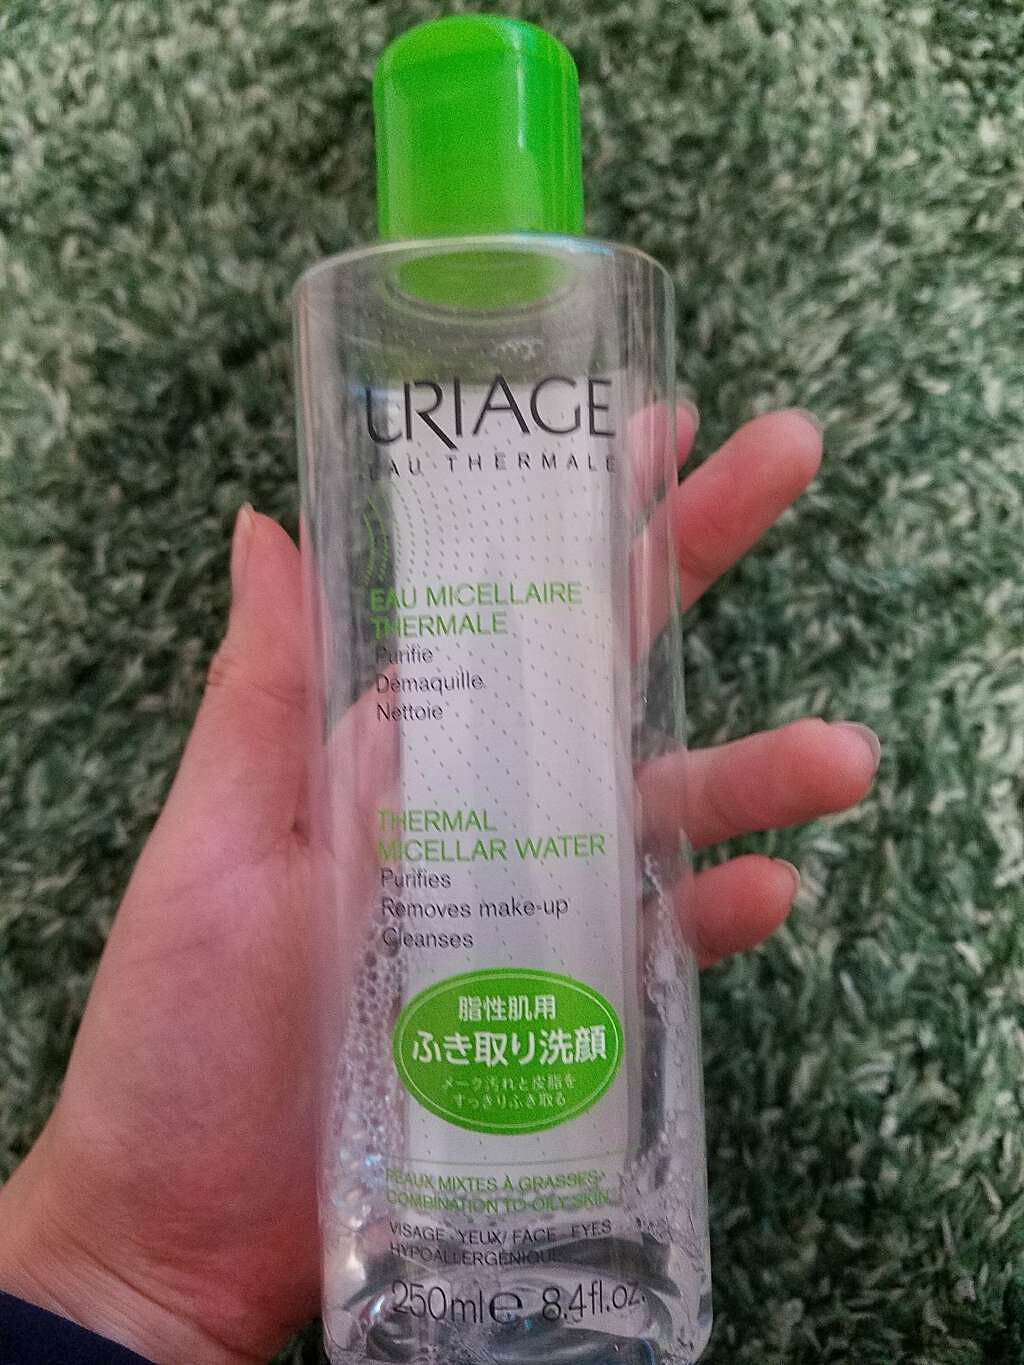 URIAGE
EAU THERMALE
EAU MICELLAIRE
THERMALE
Purifie
Démaquille
Nettoie
THERMAL
MICELLAR WATER
Purifies
Removes make-up
Cleanses
脂性肌用
ふき取り洗顔
メーク汚れと皮脂を
すっきりふき取る
PEAUX MIXTES À GRASSES
COMBINATION TO OILY SKIN
VISAGE - YEUX/ FACE - EYES
HYPOALLERGÉNIQUE
250ml℮ 8.4fl.oz.